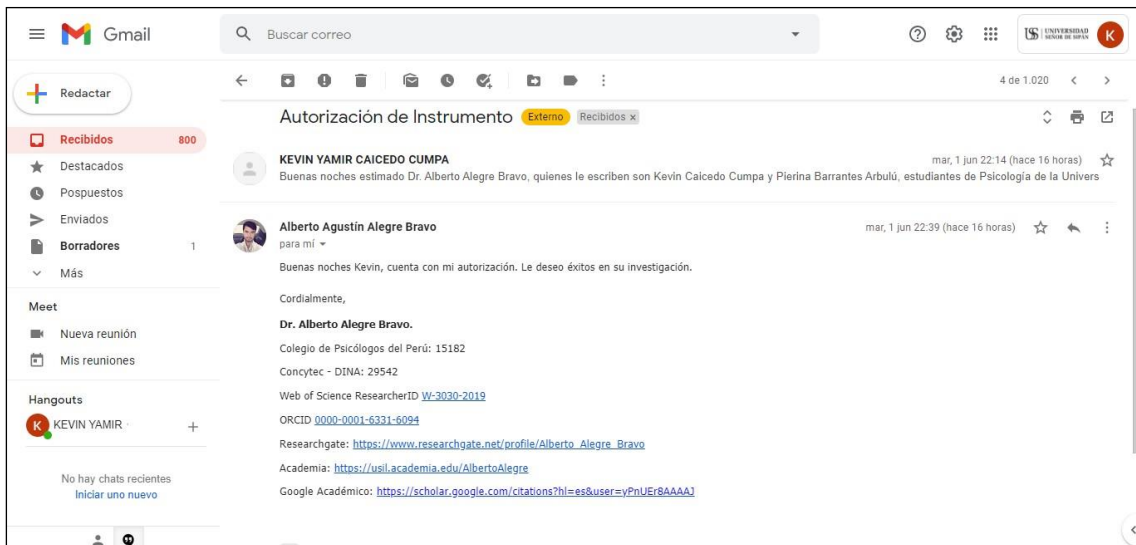 Gmail
Buscar correo
US UNIVERSIDAD
SEÑOR DE SIPÁN
K
Redactar
4 de 1.020
Autorización de Instrumento Externo Recibidos x
Recibidos 800
Destacados
Pospuestos
Enviados
Borradores 1
Más
Meet
Nueva reunión
Mis reuniones
Hangouts
K KEVIN YAMIR
No hay chats recientes
Iniciar uno nuevo
KEVIN YAMIR CAICEDO CUMPA mar, 1 jun 22:14 (hace 16 horas)
Buenas noches estimado Dr. Alberto Alegre Bravo, quienes le escriben son Kevin Caicedo Cumpa y Pierina Barrantes Arbulú, estudiantes de Psicología de la Univers
Alberto Agustín Alegre Bravo mar, 1 jun 22:39 (hace 16 horas)
para mí
Buenas noches Kevin, cuenta con mi autorización. Le deseo éxitos en su investigación.
Cordialmente,
Dr. Alberto Alegre Bravo.
Colegio de Psicólogos del Perú: 15182
Concytec - DINA: 29542
Web of Science ResearcherID W-3030-2019
ORCID 0000-0001-6331-6094
Researchgate: https://www.researchgate.net/profile/Alberto_Alegre_Bravo
Academia: https://usil.academia.edu/AlbertoAlegre
Google Académico: https://scholar.google.com/citations?hl=es&user=yPnUEr8AAAAJ